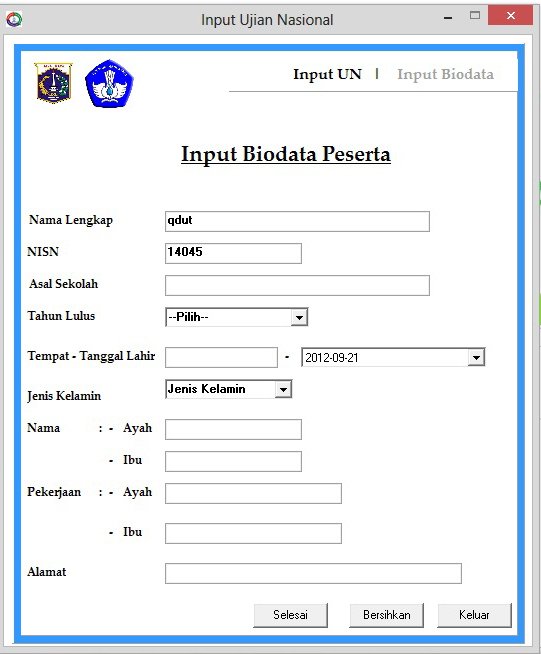 Input Ujian Nasional
Input UN | Input Biodata
Input Biodata Peserta
Nama Lengkap qdut
NISN 14045
Asal Sekolah
Tahun Lulus --Pilih--
Tempat - Tanggal Lahir - 2012-09-21
Jenis Kelamin Jenis Kelamin
Nama : - Ayah
- Ibu
Pekerjaan : - Ayah
- Ibu
Alamat
Selesai Bersihkan Keluar